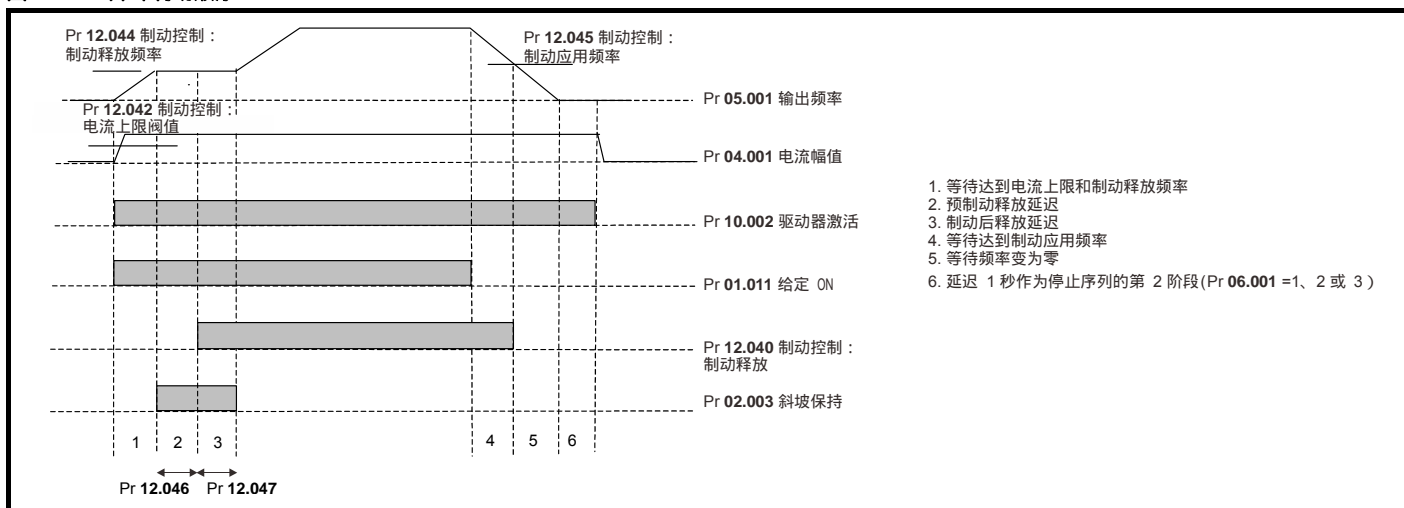 Pr 12.044 制动控制：
制动释放频率
Pr 12.045 制动控制：
制动应用频率
Pr 05.001 输出频率
Pr 12.042 制动控制：
电流上限阀值
Pr 04.001 电流幅值
Pr 10.002 驱动器激活
Pr 01.011 给定 ON
Pr 12.040 制动控制：
制动释放
Pr 02.003 斜坡保持
1 2 3 4 5 6
Pr 12.046 Pr 12.047
1. 等待达到电流上限和制动释放频率
2. 预制动释放延迟
3. 制动后释放延迟
4. 等待达到制动应用频率
5. 等待频率变为零
6. 延迟 1 秒作为停止序列的第 2 阶段(Pr 06.001 =1、2 或 3 )